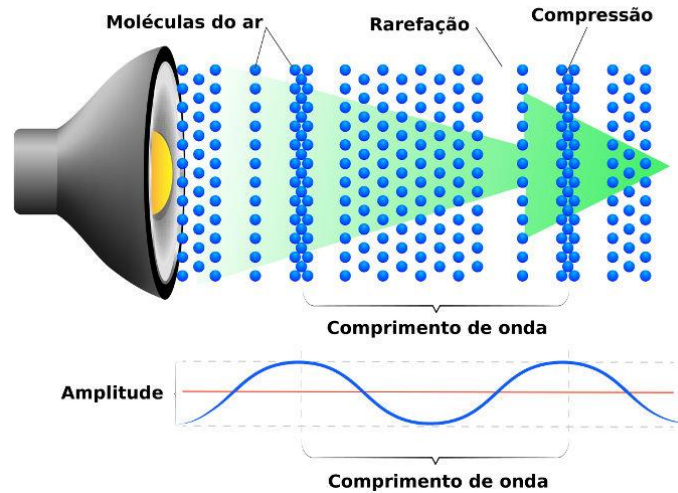 Compressão
Moléculas do ar
Rarefação
Comprimento de onda
Amplitude
Comprimento de onda